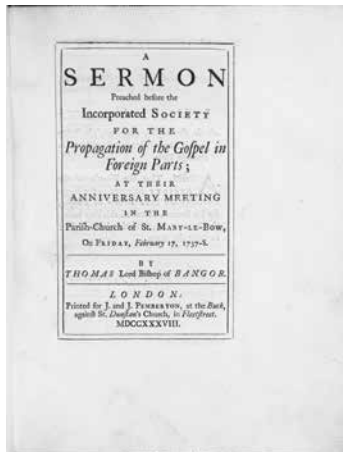 A
SERMON
Preached before the
Incorporated SOCIETY
FOR THE
Propagation of the Goſpel in
Foreign Parts;
AT THEIR
ANNIVERSARY MEETING
IN THE
Pariſh-Church of St. MARY-LE-BOW,
On FRIDAY, February 17, 1737-8.
BY
THOMAS Lord Biſhop of BANGOR.
LONDON:
Printed for J. and J. PEMBERTON, at the Buck,
againſt St. Dunſtan's Church, in Fleetſtreet.
MDCCXXXVIII.